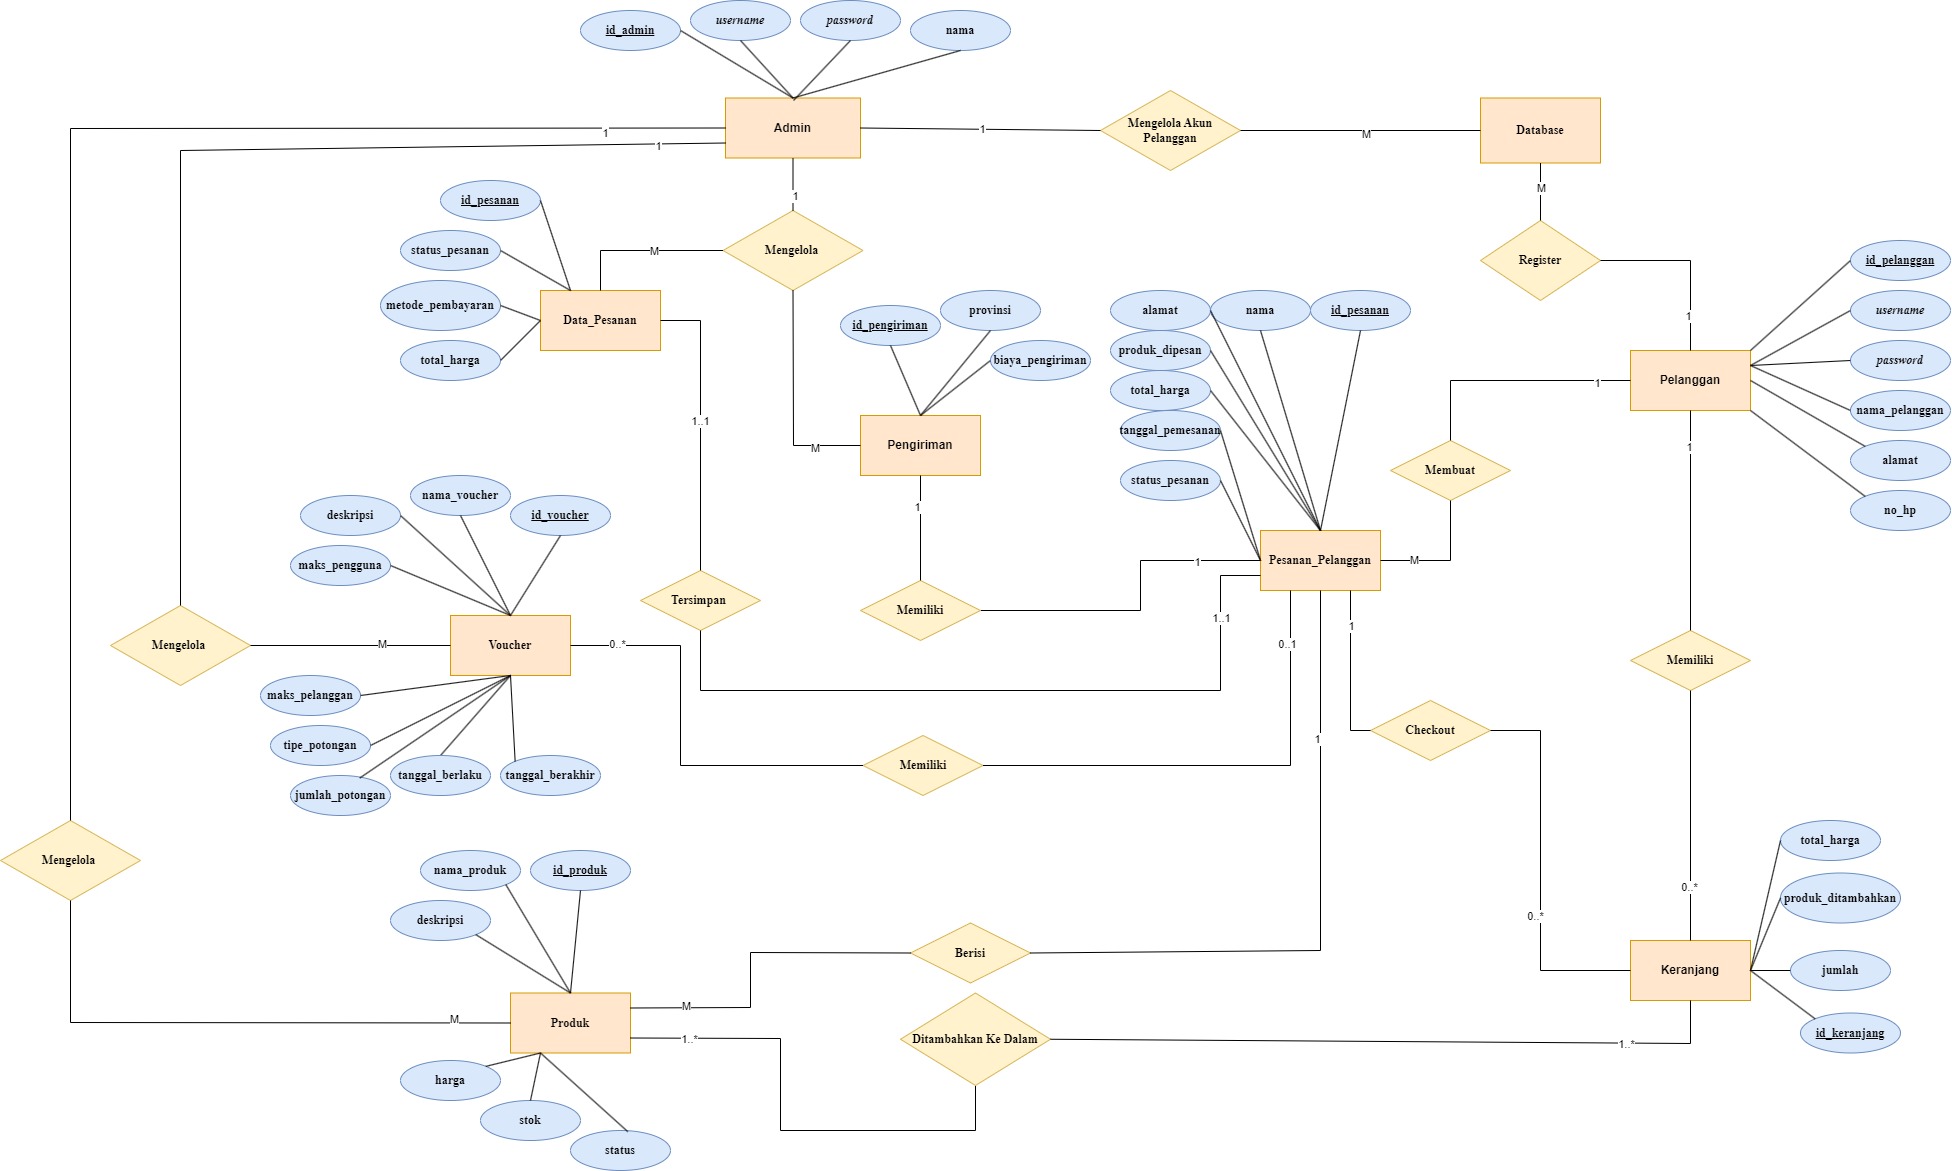 id_admin
username
password
nama
Admin
1
1
1
Mengelola Akun
Pelanggan
M
Database
1
M
id_pesanan
status_pesanan
metode_pembayaran
total_harga
Data_Pesanan
M
Mengelola
1..1
M
id_pengiriman
provinsi
biaya_pengiriman
Pengiriman
1
Register
1
id_pelanggan
username
password
nama_pelanggan
alamat
no_hp
Pelanggan
1
1
alamat
nama
id_pesanan
produk_dipesan
total_harga
tanggal_pemesanan
status_pesanan
Membuat
M
Pesanan_Pelanggan
1
1..1
0..1
1
1
deskripsi
nama_voucher
id_voucher
maks_pengguna
Tersimpan
Memiliki
Mengelola
M
Voucher
0..*
Memiliki
maks_pelanggan
tipe_potongan
jumlah_potongan
tanggal_berlaku
tanggal_berakhir
Memiliki
Checkout
0..*
0..*
Mengelola
nama_produk
id_produk
deskripsi
total_harga
produk_ditambahkan
jumlah
id_keranjang
Keranjang
Berisi
M
M
Produk
1..*
Ditambahkan Ke Dalam
1..*
harga
stok
status